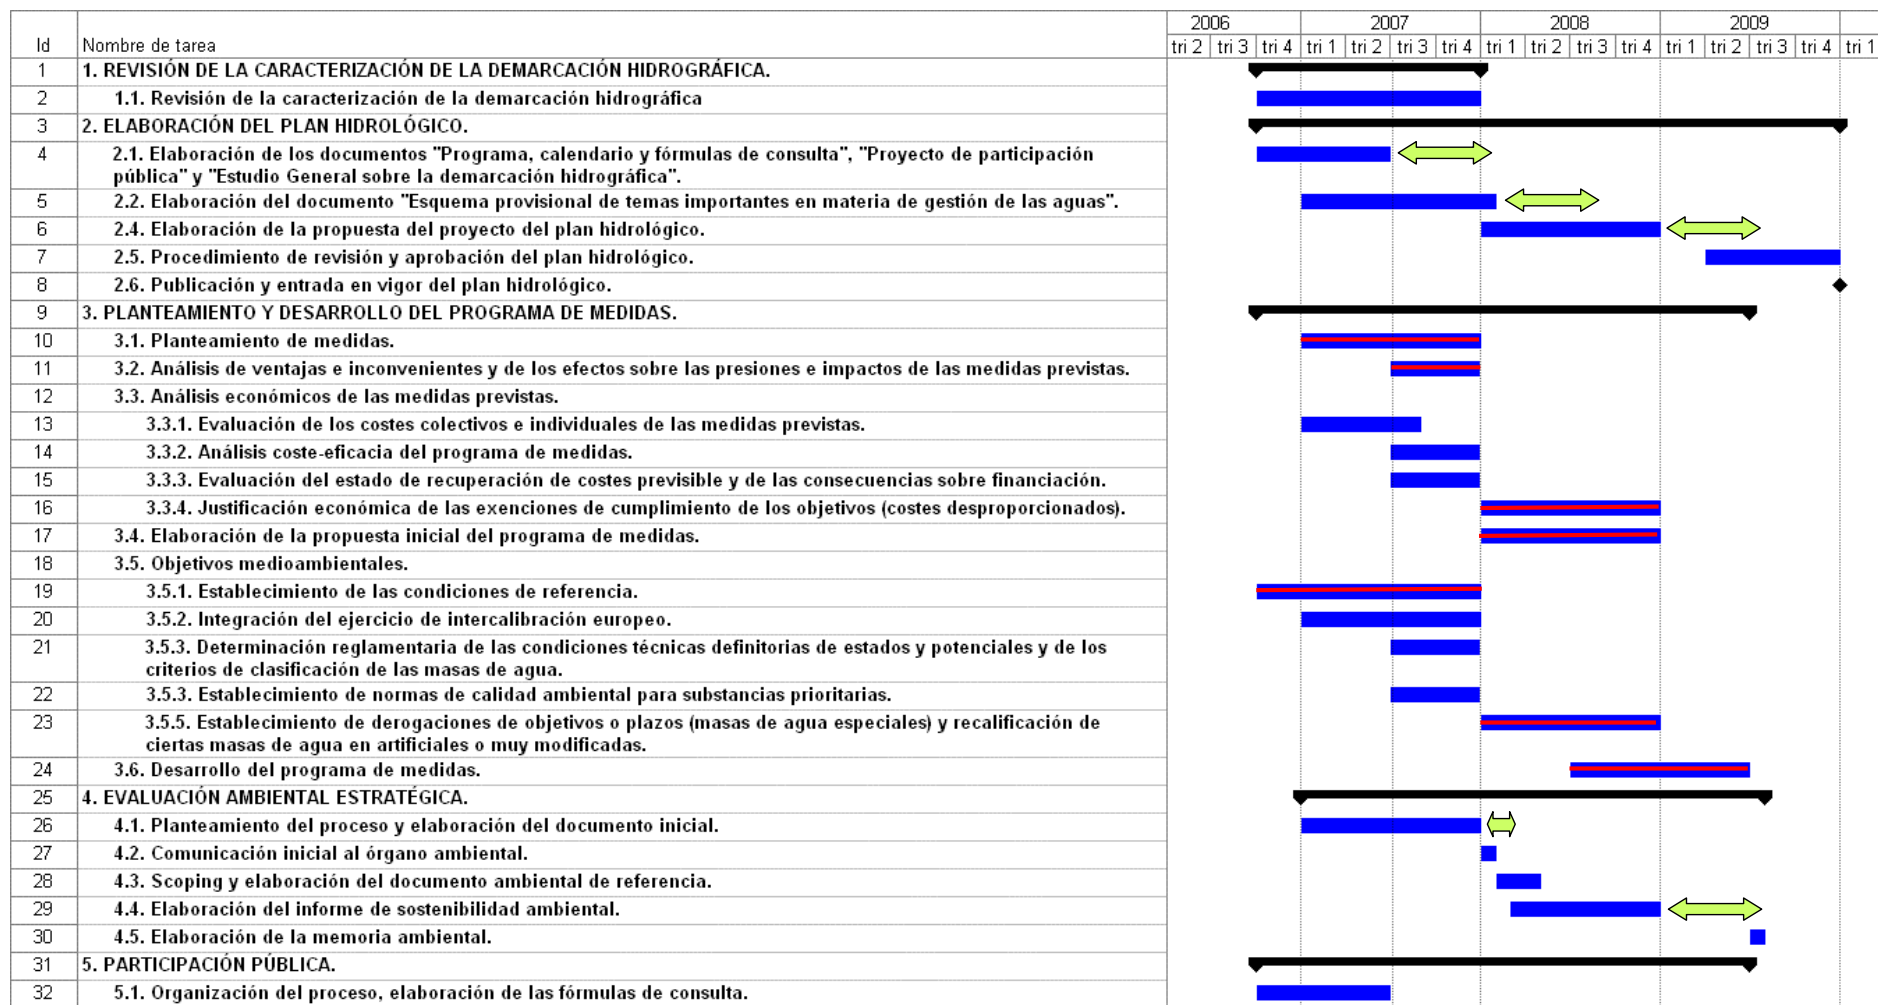 2006 2007 2008 2009
Id Nombre de tarea tri 2 tri 3 tri 4 tri 1 tri 2 tri 3 tri 4 tri 1 tri 2 tri 3 tri 4 tri 1 tri 2 tri 3 tri 4 tri 1
1 1. REVISIÓN DE LA CARACTERIZACIÓN DE LA DEMARCACIÓN HIDROGRÁFICA.
2 1.1. Revisión de la caracterización de la demarcación hidrográfica
3 2. ELABORACIÓN DEL PLAN HIDROLÓGICO.
4 2.1. Elaboración de los documentos "Programa, calendario y fórmulas de consulta", "Proyecto de participación
pública" y "Estudio General sobre la demarcación hidrográfica".
5 2.2. Elaboración del documento "Esquema provisional de temas importantes en materia de gestión de las aguas".
6 2.4. Elaboración de la propuesta del proyecto del plan hidrológico.
7 2.5. Procedimiento de revisión y aprobación del plan hidrológico.
8 2.6. Publicación y entrada en vigor del plan hidrológico.
9 3. PLANTEAMIENTO Y DESARROLLO DEL PROGRAMA DE MEDIDAS.
10 3.1. Planteamiento de medidas.
11 3.2. Análisis de ventajas e inconvenientes y de los efectos sobre las presiones e impactos de las medidas previstas.
12 3.3. Análisis económicos de las medidas previstas.
13 3.3.1. Evaluación de los costes colectivos e individuales de las medidas previstas.
14 3.3.2. Análisis coste-eficacia del programa de medidas.
15 3.3.3. Evaluación del estado de recuperación de costes previsible y de las consecuencias sobre financiación.
16 3.3.4. Justificación económica de las exenciones de cumplimiento de los objetivos (costes desproporcionados).
17 3.4. Elaboración de la propuesta inicial del programa de medidas.
18 3.5. Objetivos medioambientales.
19 3.5.1. Establecimiento de las condiciones de referencia.
20 3.5.2. Integración del ejercicio de intercalibración europeo.
21 3.5.3. Determinación reglamentaria de las condiciones técnicas definitorias de estados y potenciales y de los
criterios de clasificación de las masas de agua.
22 3.5.3. Establecimiento de normas de calidad ambiental para substancias prioritarias.
23 3.5.5. Establecimiento de derogaciones de objetivos o plazos (masas de agua especiales) y recalificación de
ciertas masas de agua en artificiales o muy modificadas.
24 3.6. Desarrollo del programa de medidas.
25 4. EVALUACIÓN AMBIENTAL ESTRATÉGICA.
26 4.1. Planteamiento del proceso y elaboración del documento inicial.
27 4.2. Comunicación inicial al órgano ambiental.
28 4.3. Scoping y elaboración del documento ambiental de referencia.
29 4.4. Elaboración del informe de sostenibilidad ambiental.
30 4.5. Elaboración de la memoria ambiental.
31 5. PARTICIPACIÓN PÚBLICA.
32 5.1. Organización del proceso, elaboración de las fórmulas de consulta.